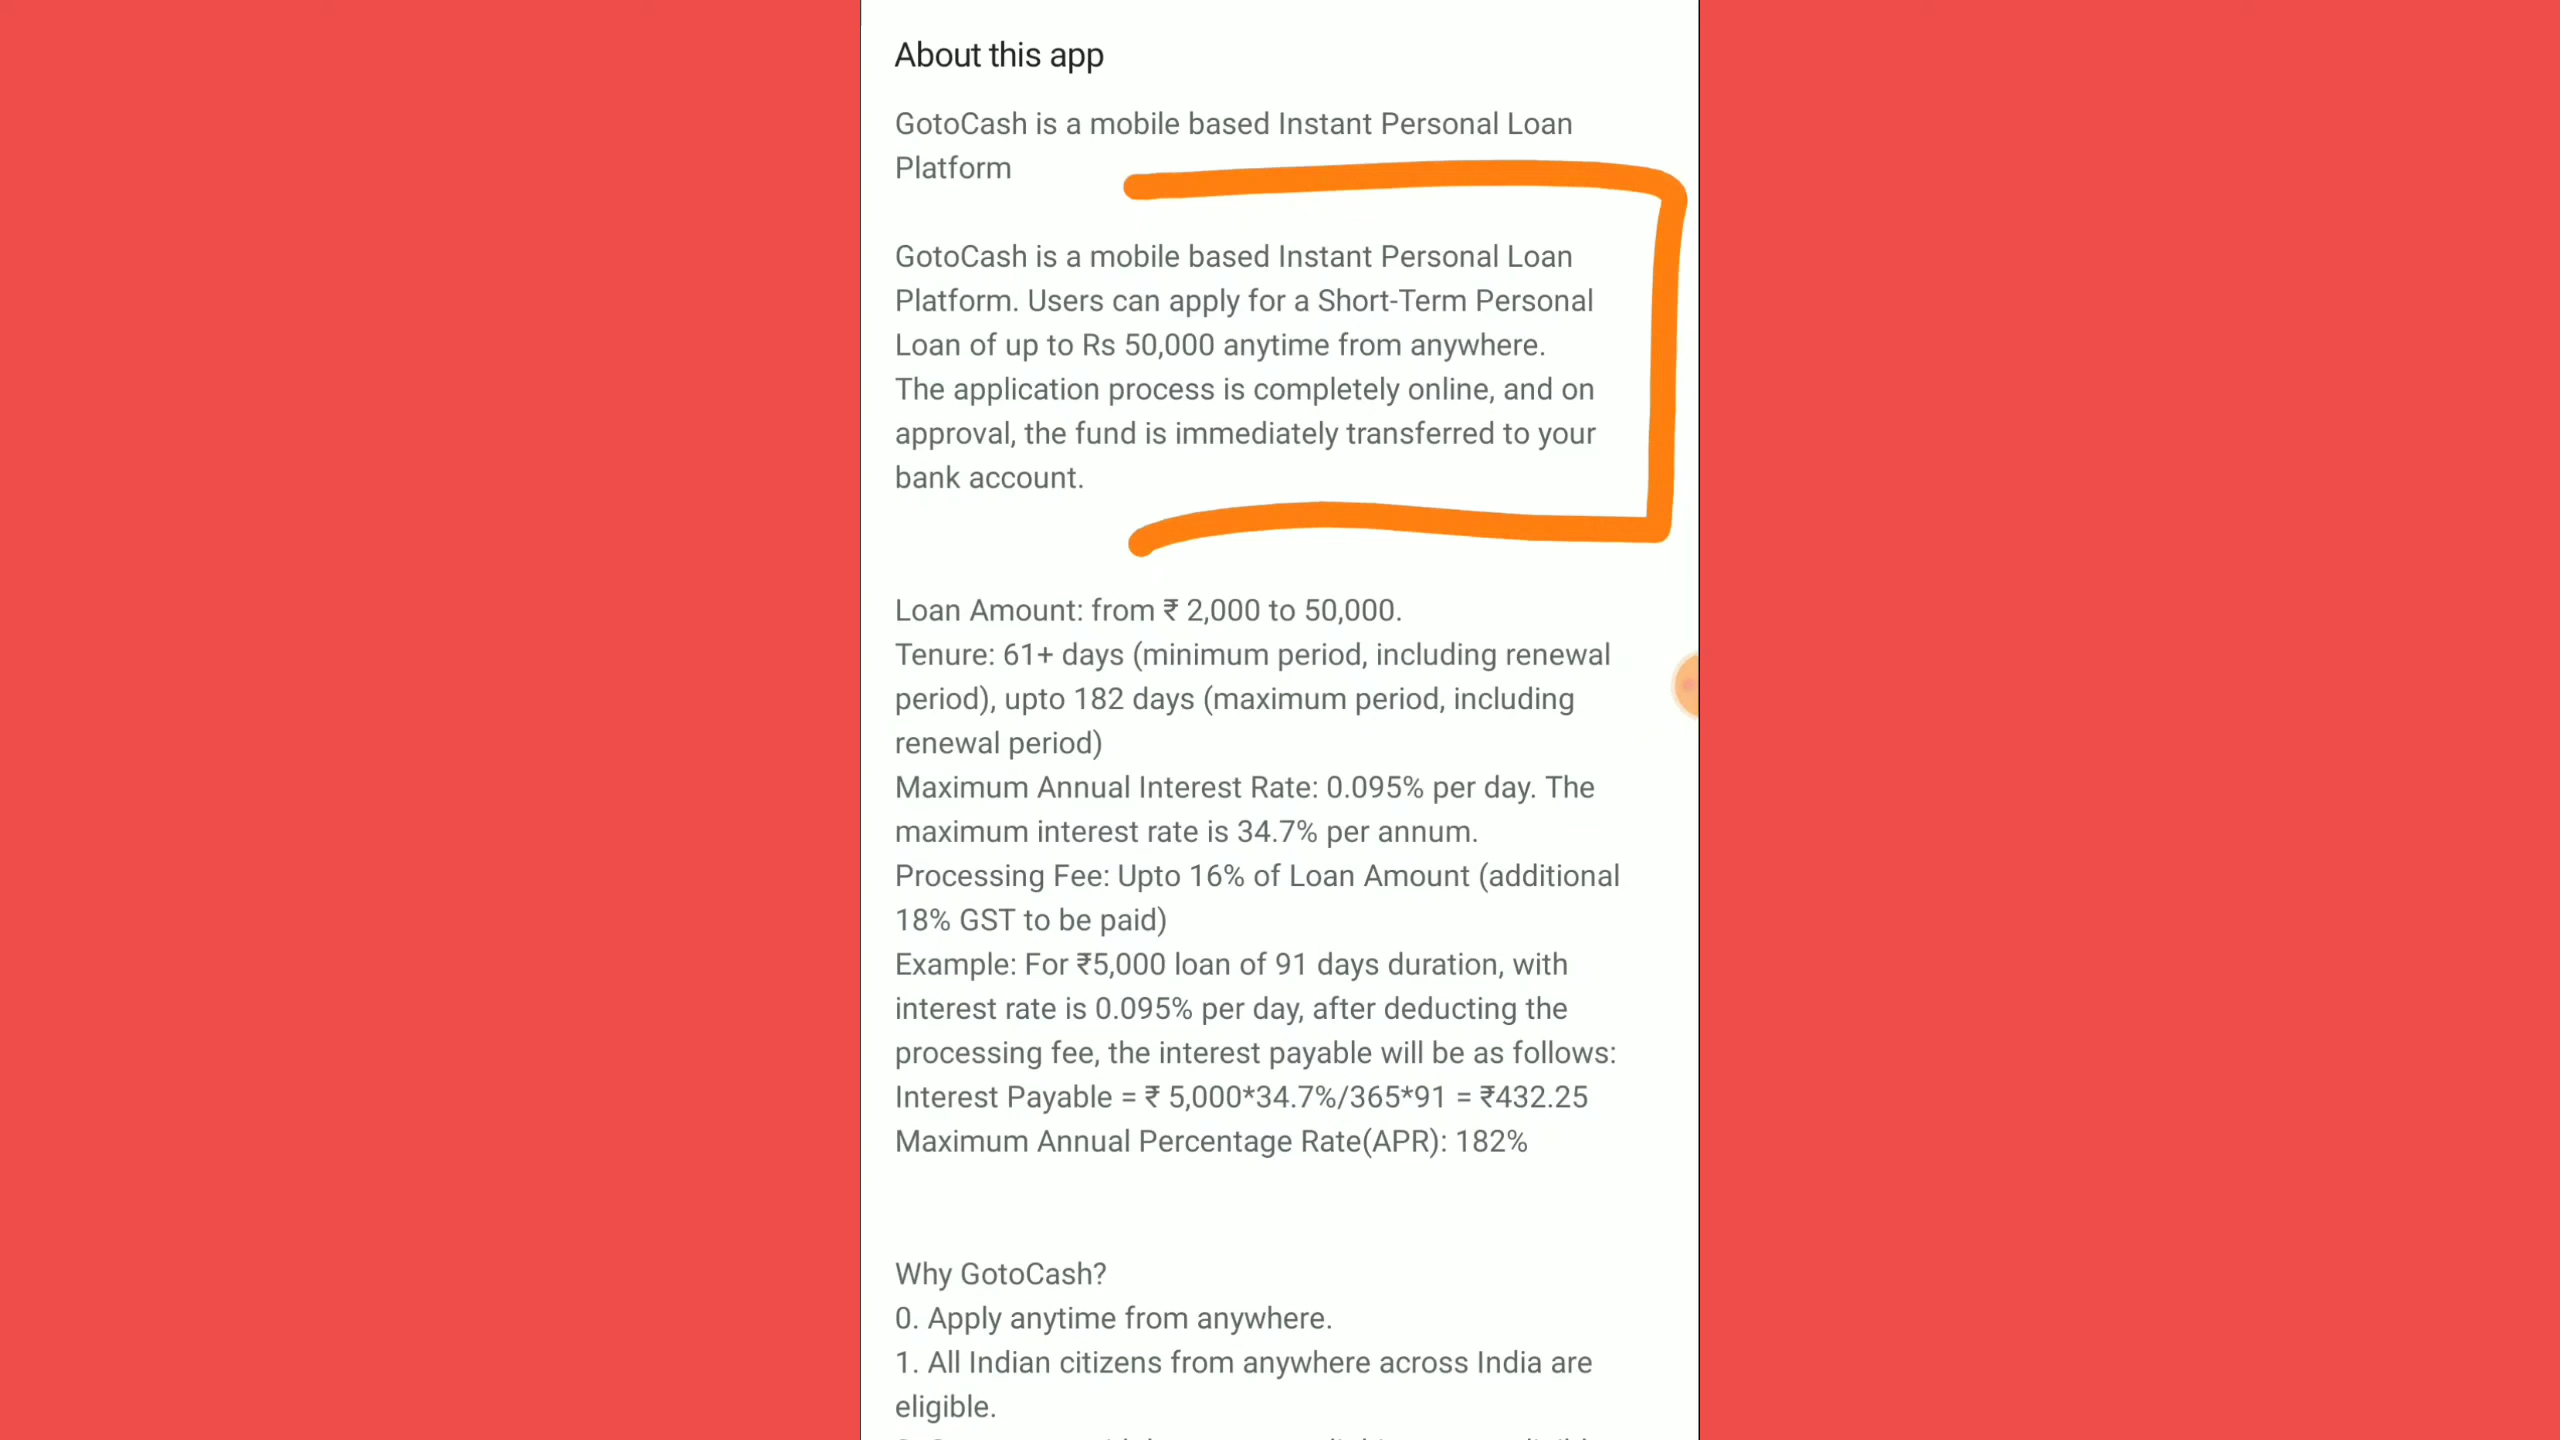 About this app
GotoCash is a mobile based Instant Personal Loan
Platform
GotoCash is a mobile based Instant Personal Loan
Platform. Users can apply for a Short-Term Personal
Loan of up to Rs 50,000 anytime from anywhere.
The application process is completely online, and on
approval, the fund is immediately transferred to your
bank account.
Loan Amount: from ₹ 2,000 to 50,000.
Tenure: 61+ days (minimum period, including renewal
period), upto 182 days (maximum period, including
renewal period)
Maximum Annual Interest Rate: 0.095% per day. The
maximum interest rate is 34.7% per annum.
Processing Fee: Upto 16% of Loan Amount (additional
18% GST to be paid)
Example: For ₹5,000 loan of 91 days duration, with
interest rate is 0.095% per day, after deducting the
processing fee, the interest payable will be as follows:
Interest Payable = ₹ 5,000*34.7%/365*91 = ₹432.25
Maximum Annual Percentage Rate(APR): 182%
Why GotoCash?
0. Apply anytime from anywhere.
1. All Indian citizens from anywhere across India are
eligible.